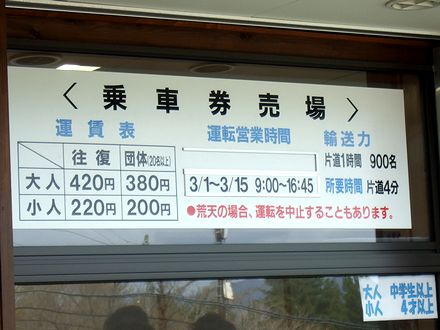 〈 乗車券売場 〉
運賃表
往復 団体(20名以上)
大人 420円 380円
小人 220円 200円
運転営業時間
3/1〜3/15 9:00〜16:45
輸送力
片道1時間 900名
所要時間 片道4分
●荒天の場合、運転を中止することもあります。
大人 中学生以上
小人 4才以上